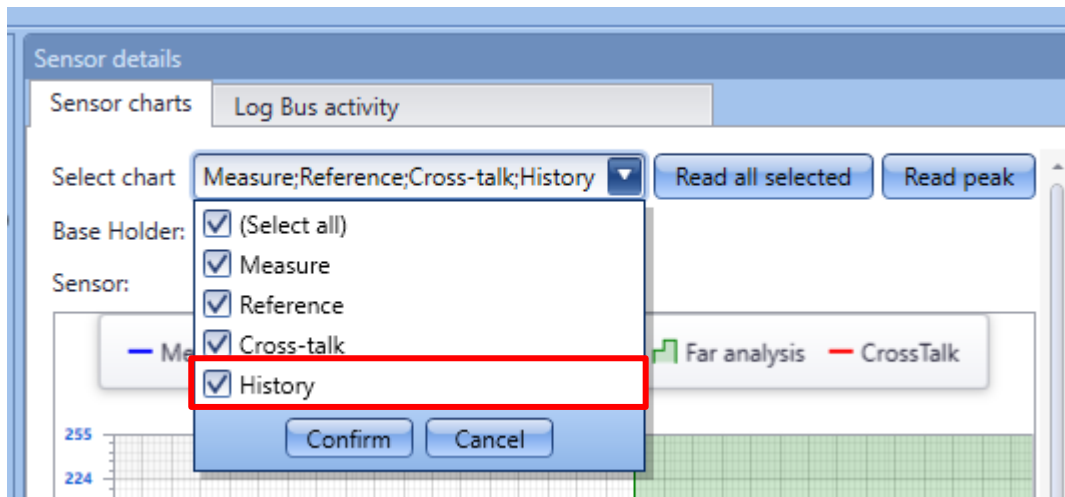 Sensor details
Sensor charts Log Bus activity
Select chart Measure;Reference;Cross-talk;History Read all selected Read peak
Base Holder: (Select all)
Measure
Sensor:
Reference
Cross-talk
Far analysis CrossTalk
History
Confirm Cancel
255
224